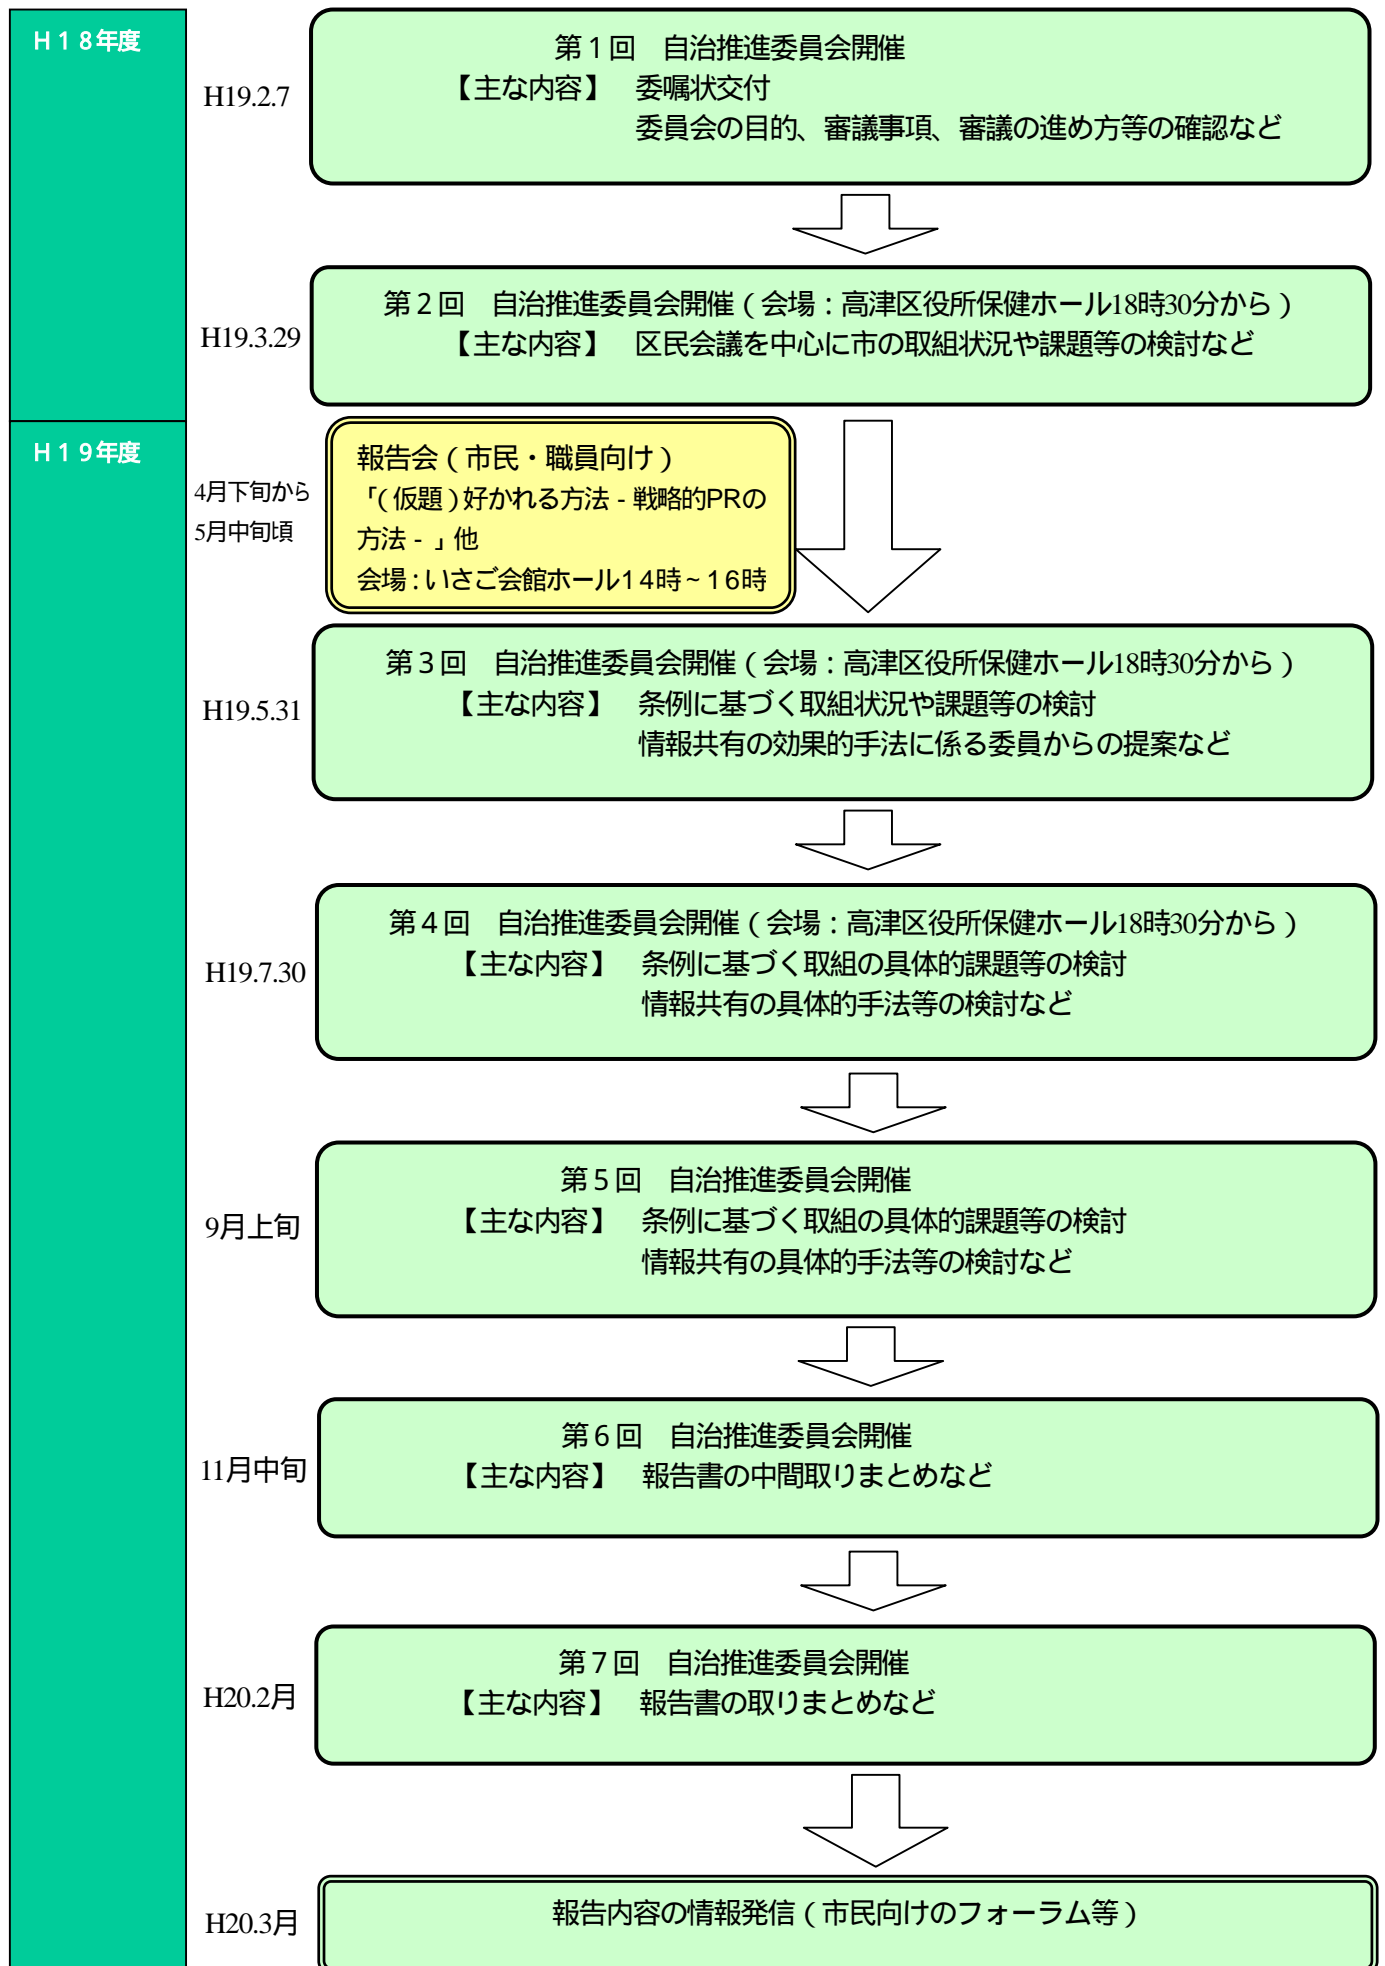 Ｈ１８年度
H19.2.7
第１回　自治推進委員会開催
【主な内容】　委嘱状交付
委員会の目的、審議事項、審議の進め方等の確認など
H19.3.29
第２回　自治推進委員会開催（会場：高津区役所保健ホール18時30分から）
【主な内容】　区民会議を中心に市の取組状況や課題等の検討など
Ｈ１９年度
4月下旬から
5月中旬頃
報告会（市民・職員向け）
「（仮題）好かれる方法‐戦略的PRの
方法‐」他
会場：いさご会館ホール１４時～１６時
H19.5.31
第３回　自治推進委員会開催（会場：高津区役所保健ホール18時30分から）
【主な内容】　条例に基づく取組状況や課題等の検討
情報共有の効果的手法に係る委員からの提案など
H19.7.30
第４回　自治推進委員会開催（会場：高津区役所保健ホール18時30分から）
【主な内容】　条例に基づく取組の具体的課題等の検討
情報共有の具体的手法等の検討など
9月上旬
第５回　自治推進委員会開催
【主な内容】　条例に基づく取組の具体的課題等の検討
情報共有の具体的手法等の検討など
11月中旬
第６回　自治推進委員会開催
【主な内容】　報告書の中間取りまとめなど
H20.2月
第７回　自治推進委員会開催
【主な内容】　報告書の取りまとめなど
H20.3月
報告内容の情報発信（市民向けのフォーラム等）